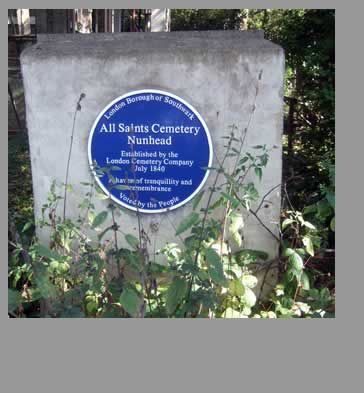 London Borough of Southwark
All Saints Cemetery
Nunhead
Established by the
London Cemetery Company
July 1840
haven of tranquility and
remembrance
Voted by the People